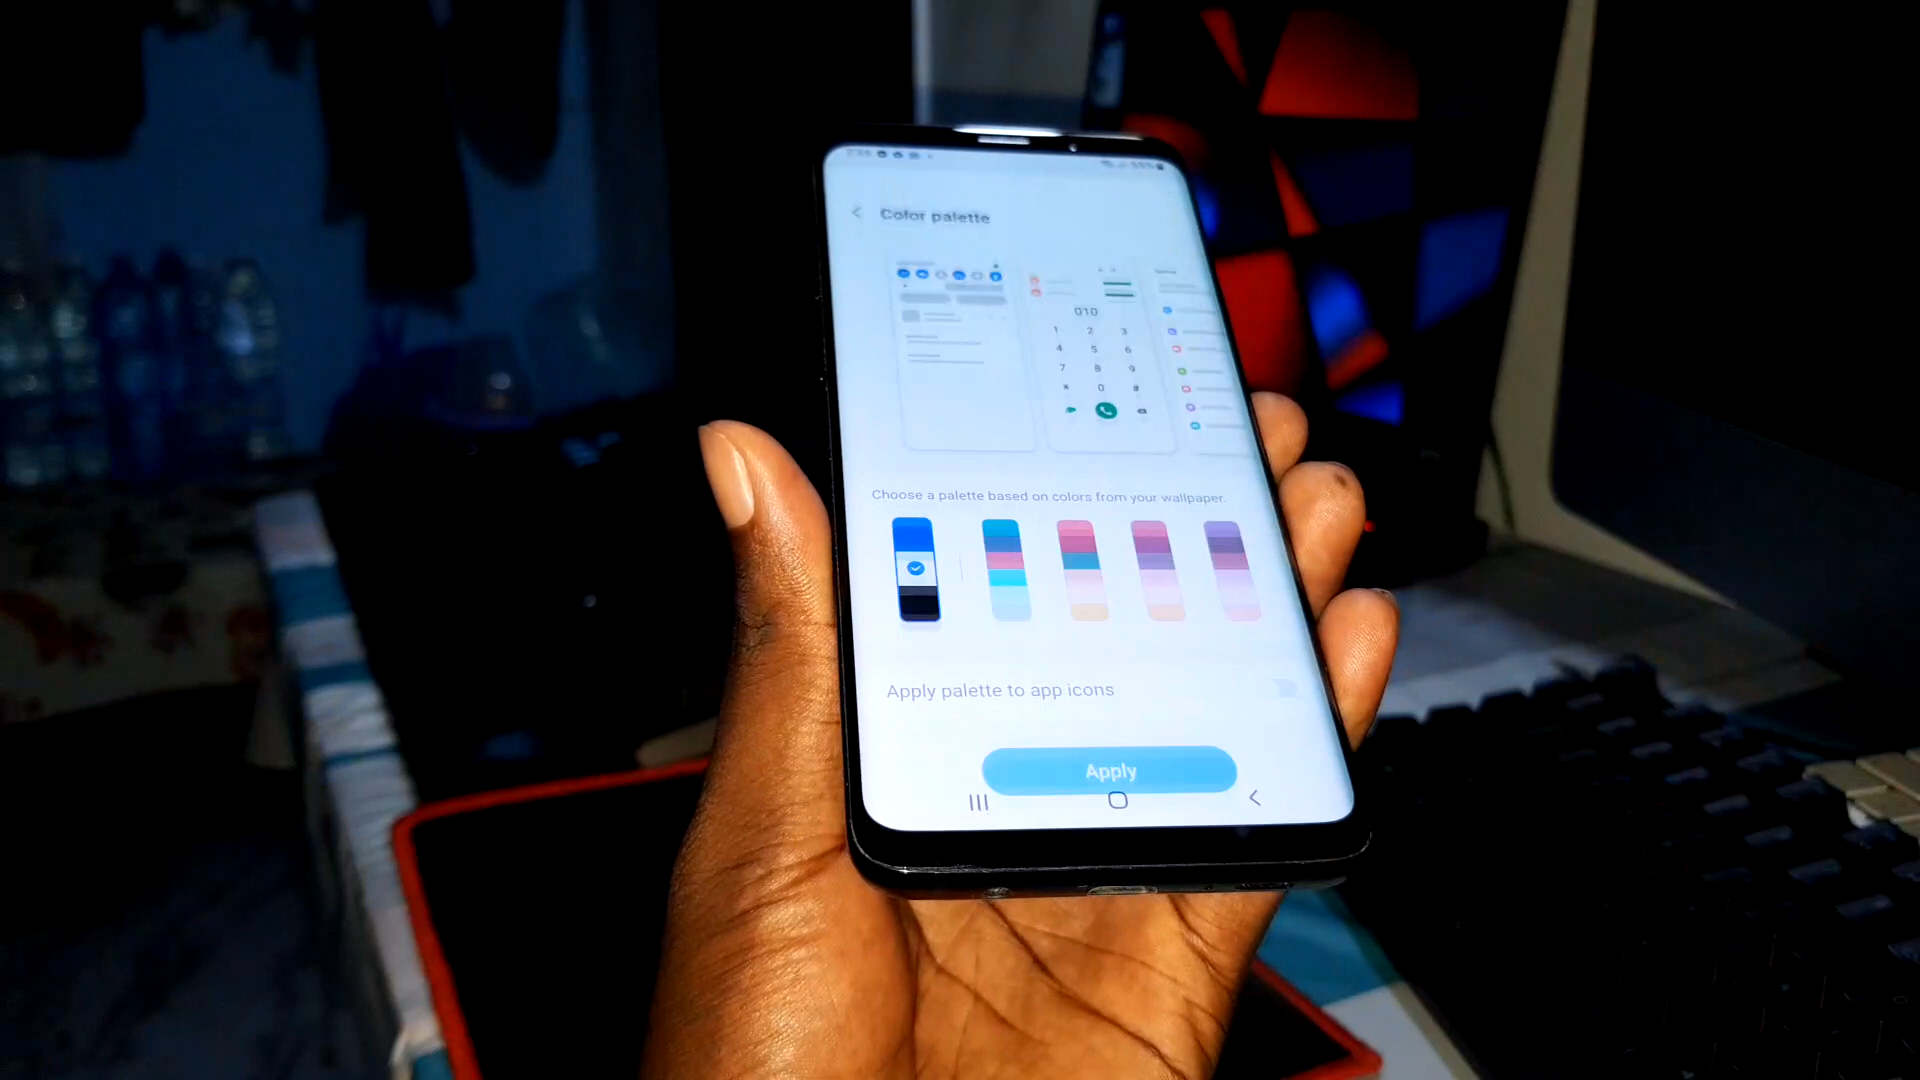 Color palette
010
1 2 3
4 5 6
7 8 9
* 0 #
Choose a palette based on colors from your wallpaper.
Apply palette to app icons
Apply